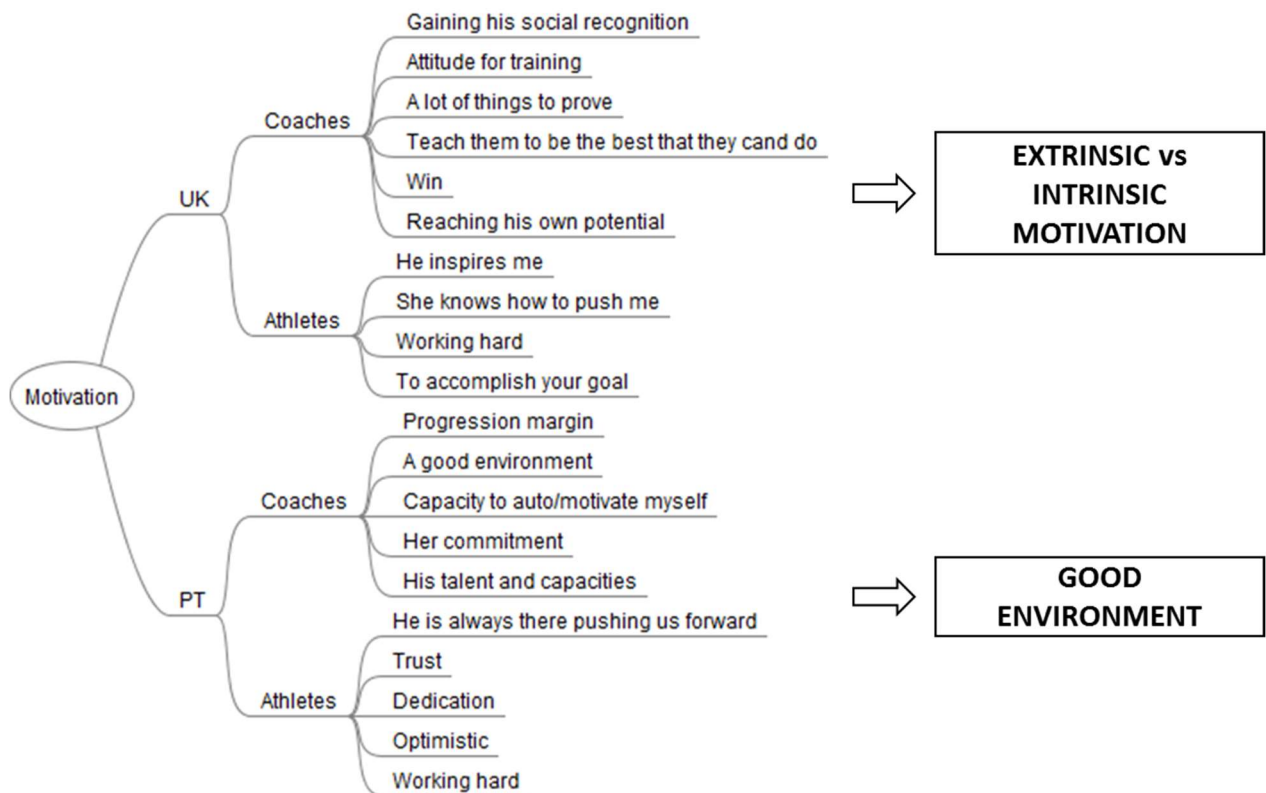 Motivation
UK
Coaches
Gaining his social recognition
Attitude for training
A lot of things to prove
Teach them to be the best that they cand do
Win
Reaching his own potential
Athletes
He inspires me
She knows how to push me
Working hard
To accomplish your goal
EXTRINSIC vs
INTRINSIC
MOTIVATION
PT
Coaches
Progression margin
A good environment
Capacity to auto/motivate myself
Her commitment
His talent and capacities
Athletes
He is always there pushing us forward
Trust
Dedication
Optimistic
Working hard
GOOD
ENVIRONMENT